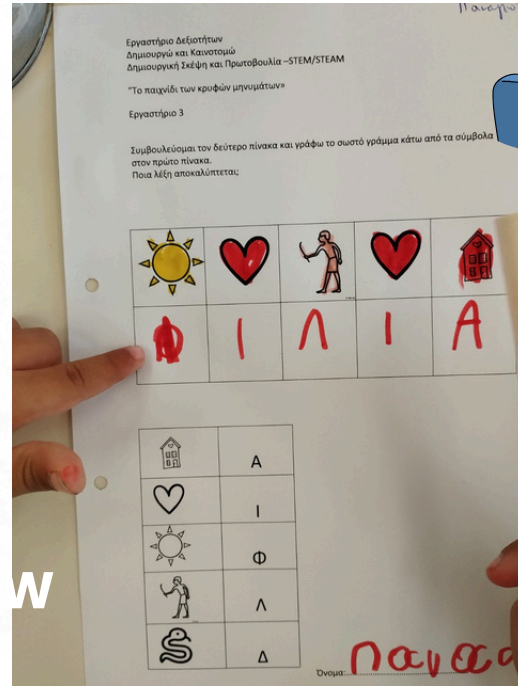 Εργαστήριο Δεξιοτήτων
Δημιουργώ και Καινοτομώ
Δημιουργική Σκέψη και Πρωτοβουλία –STEM/STEAM
"Το παιχνίδι των κρυφών μηνυμάτων»
Εργαστήριο 3
Συμβουλεύομαι τον δεύτερο πίνακα και γράφω το σωστό γράμμα κάτω από τα σύμβολα
στον πρώτο πίνακα.
Ποια λέξη αποκαλύπτεται;
Φ Ι Λ Ι Α
Α
Ι
Φ
Λ
Δ
Όνομα:
w